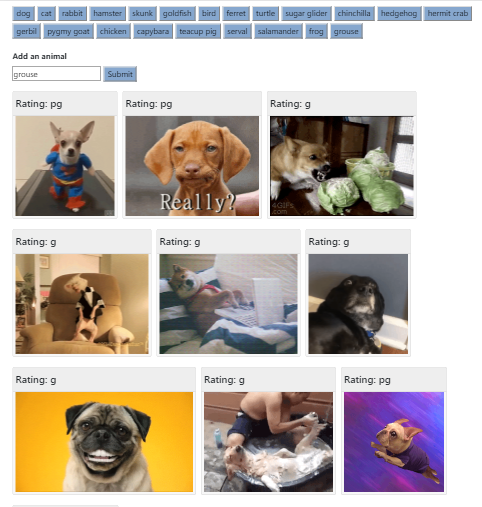 dog cat rabbit hamster skunk goldfish bird ferret turtle sugar glider chinchilla hedgehog hermit crab
gerbil pygmy goat chicken capybara teacup pig serval salamander frog grouse
Add an animal
grouse Submit
Rating: pg Rating: pg Rating: g
Really?
4GIFs
.com
Rating: g Rating: g Rating: g
Rating: g Rating: g Rating: pg